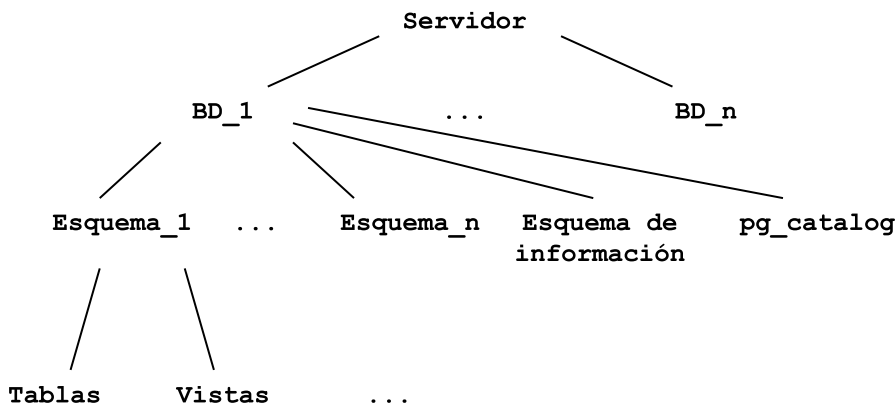 Servidor
BD_1 ... BD_n
Esquema_1 ... Esquema_n Esquema de información pg_catalog
Tablas Vistas ...